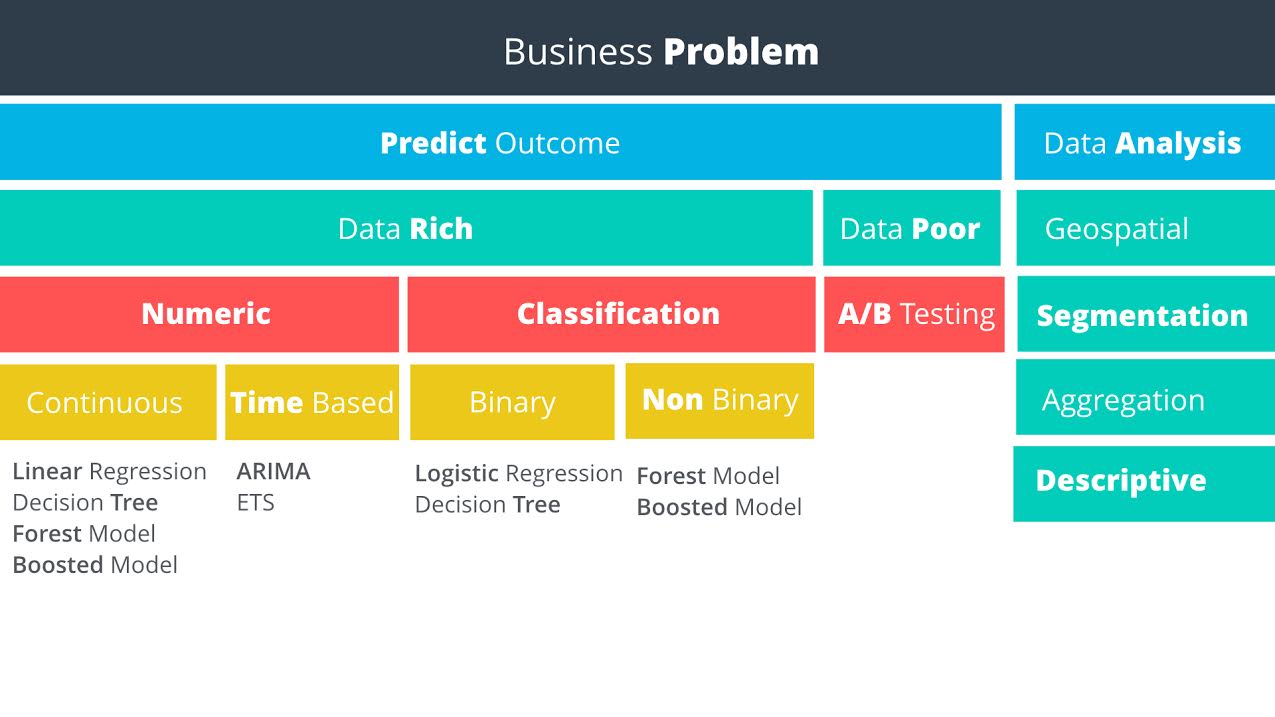 Business Problem
Predict Outcome
Data Analysis
Data Rich
Data Poor
Geospatial
Numeric
Classification
A/B Testing
Segmentation
Continuous
Time Based
Binary
Non Binary
Aggregation
Linear Regression
Decision Tree
Forest Model
Boosted Model
ARIMA
ETS
Logistic Regression
Decision Tree
Forest Model
Boosted Model
Descriptive